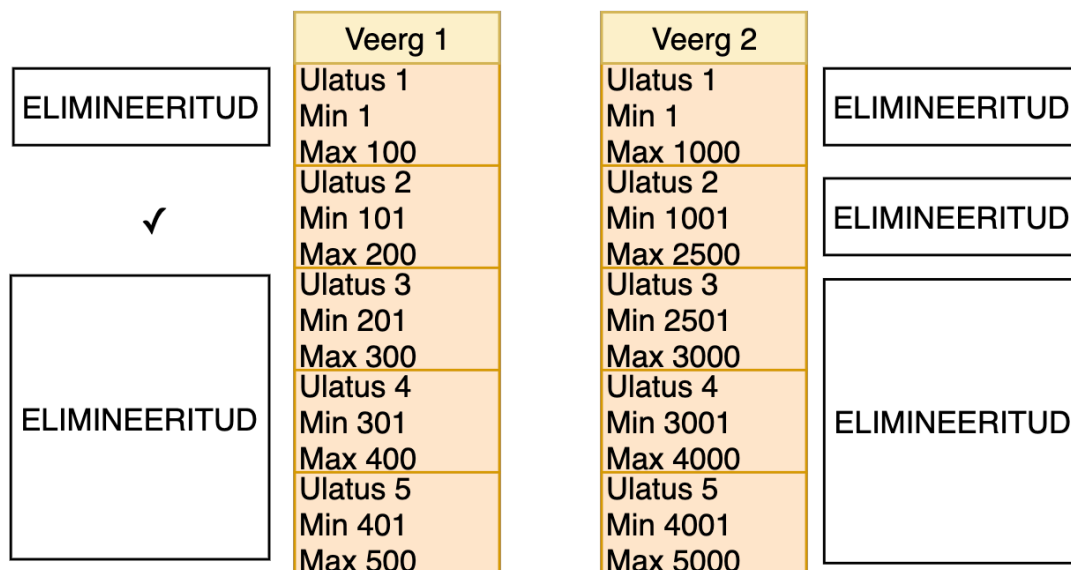 Veerg 1
ELIMINEERITUD
Ulatus 1
Min 1
Max 100
✓
Ulatus 2
Min 101
Max 200
ELIMINEERITUD
Ulatus 3
Min 201
Max 300
Ulatus 4
Min 301
Max 400
Ulatus 5
Min 401
Max 500
Veerg 2
Ulatus 1
Min 1
Max 1000
ELIMINEERITUD
Ulatus 2
Min 1001
Max 2500
ELIMINEERITUD
Ulatus 3
Min 2501
Max 3000
Ulatus 4
Min 3001
Max 4000
Ulatus 5
Min 4001
Max 5000
ELIMINEERITUD